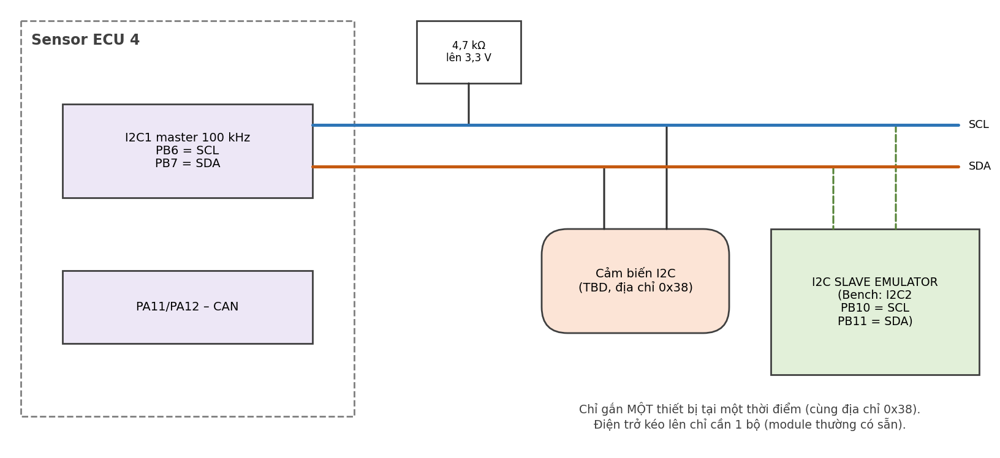 Sensor ECU 4
4,7 kΩ
lên 3,3 V
I2C1 master 100 kHz
PB6 = SCL
PB7 = SDA
SCL
SDA
PA11/PA12 – CAN
Cảm biến I2C
(TBD, địa chỉ 0x38)
I2C SLAVE EMULATOR
(Bench: I2C2
PB10 = SCL
PB11 = SDA)
Chỉ gắn MỘT thiết bị tại một thời điểm (cùng địa chỉ 0x38).
Điện trở kéo lên chỉ cần 1 bộ (module thường có sẵn).